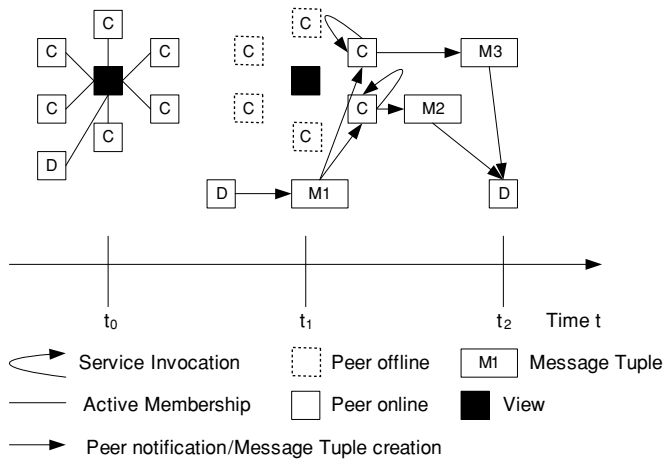 C C
C C C C C M3
C C C C C M2
C C
D D M1 D
t0 t1 t2 Time t
Service Invocation Peer offline M1 Message Tuple
Active Membership Peer online View
Peer notification/Message Tuple creation